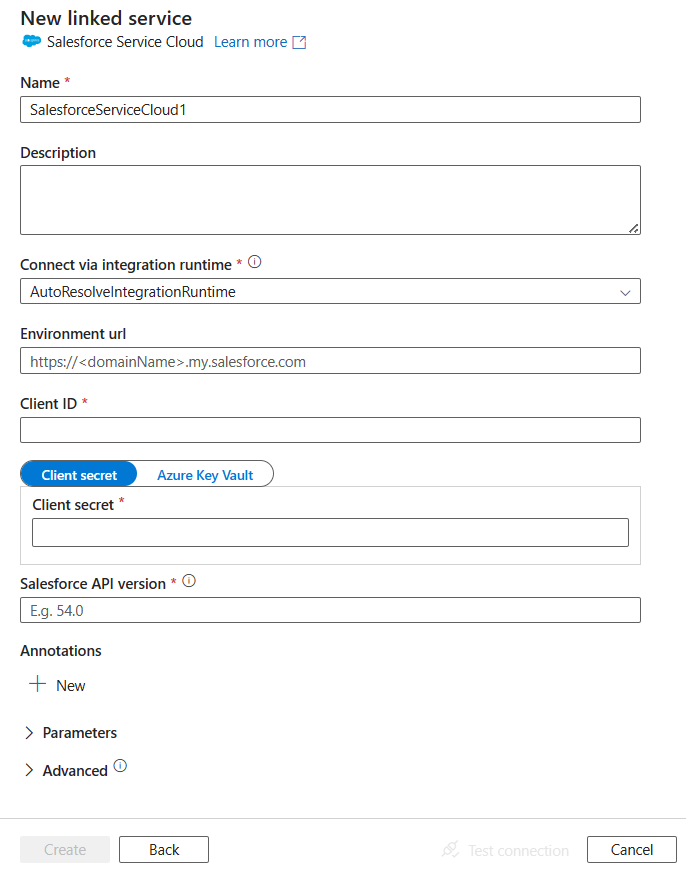 New linked service
Salesforce Service Cloud Learn more
Name *
SalesforceServiceCloud1
Description
Connect via integration runtime *
AutoResolveIntegrationRuntime
Environment url
https://<domainName>.my.salesforce.com
Client ID *
Client secret Azure Key Vault
Client secret *
Salesforce API version *
E.g. 54.0
Annotations
New
Parameters
Advanced
Create Back Test connection Cancel